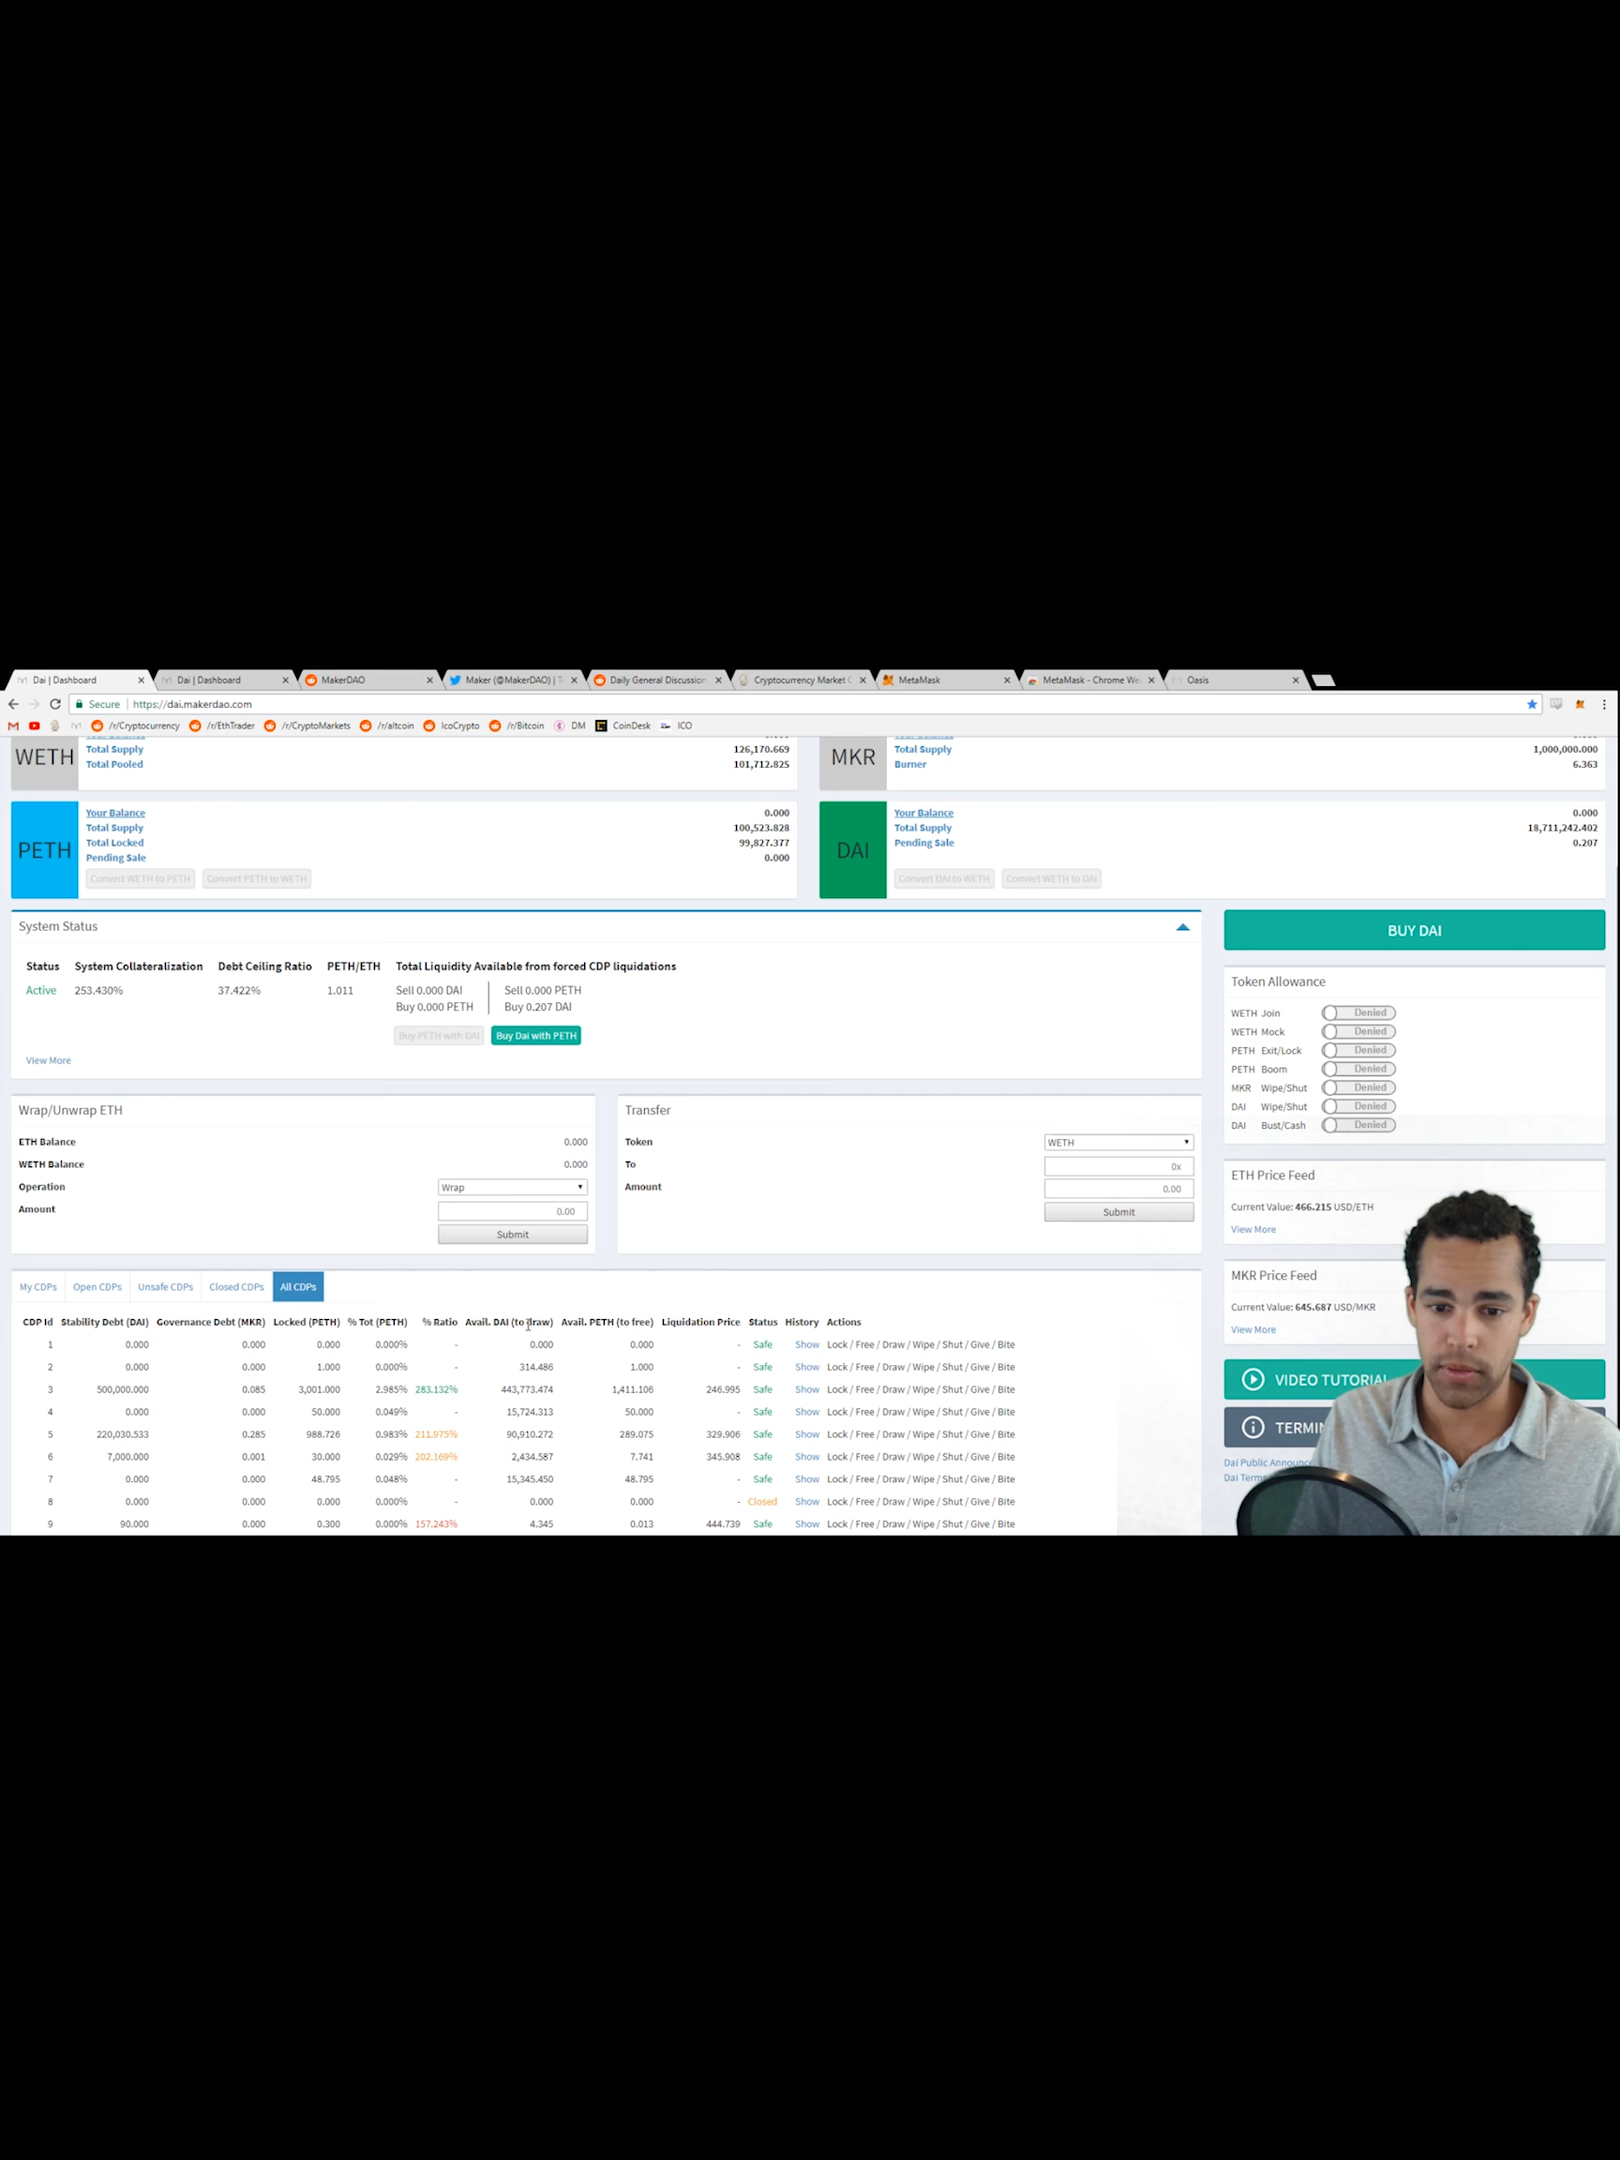 Dai | Dashboard
Dai | Dashboard
MakerDAO
Maker (@MakerDAO) | T
Daily General Discussion
Cryptocurrency Market C
MetaMask
MetaMask - Chrome We
Oasis
Secure | https://dai.makerdao.com
/r/Cryptocurrency /r/EthTrader /r/CryptoMarkets /r/altcoin IcoCrypto /r/Bitcoin DM CoinDesk ICO
WETH
Total Supply 126,170.669
Total Pooled 101,712.825
MKR
Total Supply 1,000,000.000
Burner 6.363
PETH
Your Balance 0.000
Total Supply 100,523.828
Total Locked 99,827.377
Pending Sale 0.000
Convert WETH to PETH Convert PETH to WETH
DAI
Your Balance 0.000
Total Supply 18,711,242.402
Pending Sale 0.207
Convert DAI to WETH Convert WETH to DAI
System Status
Status System Collateralization Debt Ceiling Ratio PETH/ETH Total Liquidity Available from forced CDP liquidations
Active 253.430% 37.422% 1.011 Sell 0.000 DAI Sell 0.000 PETH
Buy 0.000 PETH Buy 0.207 DAI
Buy PETH with DAI Buy Dai with PETH
View More
BUY DAI
Token Allowance
WETH Join Denied
WETH Mock Denied
PETH Exit/Lock Denied
PETH Boom Denied
MKR Wipe/Shut Denied
DAI Wipe/Shut Denied
DAI Bust/Cash Denied
Wrap/Unwrap ETH
ETH Balance 0.000
WETH Balance 0.000
Operation Wrap
Amount 0.00
Submit
Transfer
Token WETH
To 0x
Amount 0.00
Submit
ETH Price Feed
Current Value: 466.215 USD/ETH
View More
MKR Price Feed
Current Value: 645.687 USD/MKR
View More
VIDEO TUTORIAL
TERMIN
Dai Public Announc
Dai Term
My CDPs Open CDPs Unsafe CDPs Closed CDPs All CDPs
CDP Id Stability Debt (DAI) Governance Debt (MKR) Locked (PETH) % Tot (PETH) % Ratio Avail. DAI (to draw) Avail. PETH (to free) Liquidation Price Status History Actions
1 0.000 0.000 0.000 0.000% - 0.000 0.000 - Safe Show Lock / Free / Draw / Wipe / Shut / Give / Bite
2 0.000 0.000 1.000 0.000% - 314.486 1.000 - Safe Show Lock / Free / Draw / Wipe / Shut / Give / Bite
3 500,000.000 0.085 3,001.000 2.985% 283.132% 443,773.474 1,411.106 246.995 Safe Show Lock / Free / Draw / Wipe / Shut / Give / Bite
4 0.000 0.000 50.000 0.049% - 15,724.313 50.000 - Safe Show Lock / Free / Draw / Wipe / Shut / Give / Bite
5 220,030.533 0.285 988.726 0.983% 211.975% 90,910.272 289.075 329.906 Safe Show Lock / Free / Draw / Wipe / Shut / Give / Bite
6 7,000.000 0.001 30.000 0.029% 202.169% 2,434.587 7.741 345.908 Safe Show Lock / Free / Draw / Wipe / Shut / Give / Bite
7 0.000 0.000 48.795 0.048% - 15,345.450 48.795 - Safe Show Lock / Free / Draw / Wipe / Shut / Give / Bite
8 0.000 0.000 0.000 0.000% - 0.000 0.000 - Closed Show Lock / Free / Draw / Wipe / Shut / Give / Bite
9 90.000 0.000 0.300 0.000% 157.243% 4.345 0.013 444.739 Safe Show Lock / Free / Draw / Wipe / Shut / Give / Bite